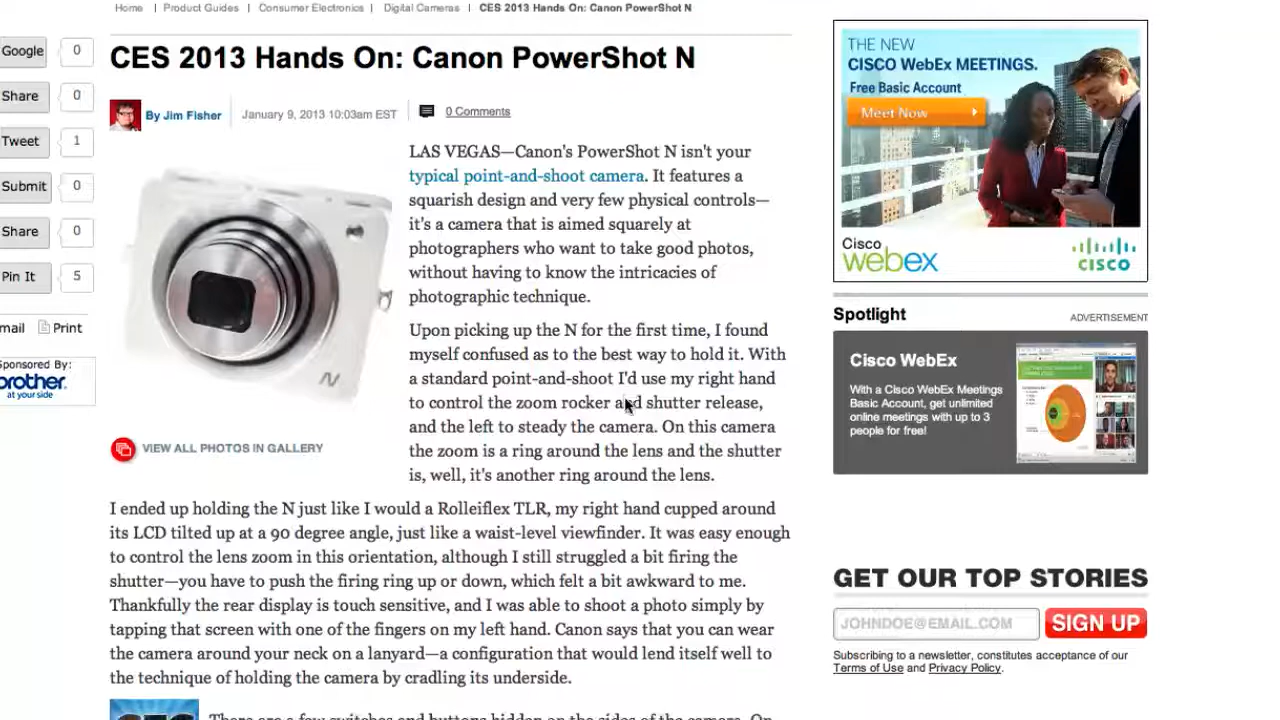 Home | Product Guides | Consumer Electronics | Digital Cameras | CES 2013 Hands On: Canon PowerShot N
CES 2013 Hands On: Canon PowerShot N
By Jim Fisher January 9, 2013 10:03am EST 0 Comments
Google 0
Share 0
Tweet 1
Submit 0
Share 0
Pin It 5
mail Print
ponsored By:
brother
at your side
N
VIEW ALL PHOTOS IN GALLERY
LAS VEGAS—Canon's PowerShot N isn't your
typical point-and-shoot camera. It features a
squarish design and very few physical controls—
it's a camera that is aimed squarely at
photographers who want to take good photos,
without having to know the intricacies of
photographic technique.
Upon picking up the N for the first time, I found
myself confused as to the best way to hold it. With
a standard point-and-shoot I'd use my right hand
to control the zoom rocker and shutter release,
and the left to steady the camera. On this camera
the zoom is a ring around the lens and the shutter
is, well, it's another ring around the lens.
I ended up holding the N just like I would a Rolleiflex TLR, my right hand cupped around
its LCD tilted up at a 90 degree angle, just like a waist-level viewfinder. It was easy enough
to control the lens zoom in this orientation, although I still struggled a bit firing the
shutter—you have to push the firing ring up or down, which felt a bit awkward to me.
Thankfully the rear display is touch sensitive, and I was able to shoot a photo simply by
tapping that screen with one of the fingers on my left hand. Canon says that you can wear
the camera around your neck on a lanyard—a configuration that would lend itself well to
the technique of holding the camera by cradling its underside.
There are a few switches and buttons hidden on the sides of the camera. On
THE NEW
CISCO WebEx MEETINGS.
Free Basic Account
Meet Now
Cisco
webex
CISCO
Spotlight ADVERTISEMENT
Cisco WebEx
With a Cisco WebEx Meetings
Basic Account, get unlimited
online meetings with up to 3
people for free!
GET OUR TOP STORIES
JOHNDOE@EMAIL.COM SIGN UP
Subscribing to a newsletter, constitutes acceptance of our
Terms of Use and Privacy Policy.